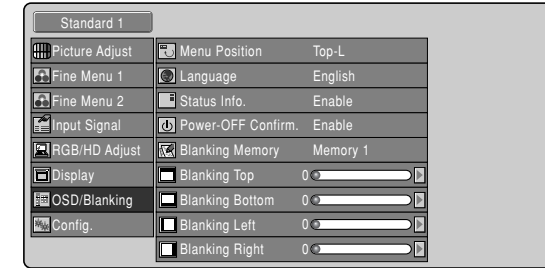 Standard 1
Picture Adjust
Fine Menu 1
Fine Menu 2
Input Signal
RGB/HD Adjust
Display
OSD/Blanking
Config.
Menu Position Top-L
Language English
Status Info. Enable
Power-OFF Confirm. Enable
Blanking Memory Memory 1
Blanking Top 0
Blanking Bottom 0
Blanking Left 0
Blanking Right 0